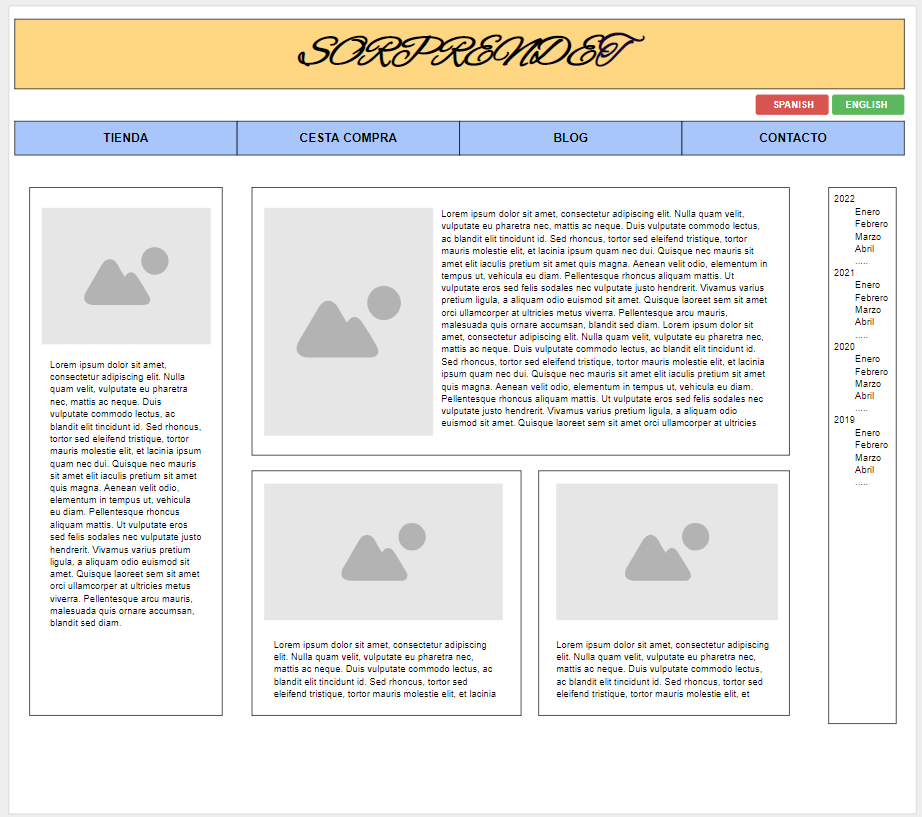 SORPRENDET
SPANISH
ENGLISH
TIENDA
CESTA COMPRA
BLOG
CONTACTO
Lorem ipsum dolor sit amet,
consectetur adipiscing elit. Nulla
quam velit, vulputate eu pharetra
nec, mattis ac neque. Duis
vulputate commodo lectus, ac
blandit elit tincidunt id. Sed rhoncus,
tortor sed eleifend tristique, tortor
mauris molestie elit, et lacinia ipsum
quam nec dui. Quisque nec mauris
sit amet elit iaculis pretium sit amet
quis magna. Aenean velit odio,
elementum in tempus ut, vehicula
eu diam. Pellentesque rhoncus
aliquam mattis. Ut vulputate eros
sed felis sodales nec vulputate justo
hendrerit. Vivamus varius pretium
ligula, a aliquam odio euismod sit
amet. Quisque laoreet sem sit amet
orci ullamcorper at ultricies metus
viverra. Pellentesque arcu mauris,
malesuada quis ornare accumsan,
blandit sed diam.
Lorem ipsum dolor sit amet, consectetur adipiscing elit. Nulla quam velit,
vulputate eu pharetra nec, mattis ac neque. Duis vulputate commodo lectus,
ac blandit elit tincidunt id. Sed rhoncus, tortor sed eleifend tristique, tortor
mauris molestie elit, et lacinia ipsum quam nec dui. Quisque nec mauris sit
amet elit iaculis pretium sit amet quis magna. Aenean velit odio, elementum in
tempus ut, vehicula eu diam. Pellentesque rhoncus aliquam mattis. Ut
vulputate eros sed felis sodales nec vulputate justo hendrerit. Vivamus varius
pretium ligula, a aliquam odio euismod sit amet. Quisque laoreet sem sit amet
orci ullamcorper at ultricies metus viverra. Pellentesque arcu mauris,
malesuada quis ornare accumsan, blandit sed diam. Lorem ipsum dolor sit
amet, consectetur adipiscing elit. Nulla quam velit, vulputate eu pharetra nec,
mattis ac neque. Duis vulputate commodo lectus, ac blandit elit tincidunt id.
Sed rhoncus, tortor sed eleifend tristique, tortor mauris molestie elit, et lacinia
ipsum quam nec dui. Quisque nec mauris sit amet elit iaculis pretium sit amet
quis magna. Aenean velit odio, elementum in tempus ut, vehicula eu diam.
Pellentesque rhoncus aliquam mattis. Ut vulputate eros sed felis sodales nec
vulputate justo hendrerit. Vivamus varius pretium ligula, a aliquam odio
euismod sit amet. Quisque laoreet sem sit amet orci ullamcorper at ultricies
Lorem ipsum dolor sit amet, consectetur adipiscing
elit. Nulla quam velit, vulputate eu pharetra nec,
mattis ac neque. Duis vulputate commodo lectus, ac
blandit elit tincidunt id. Sed rhoncus, tortor sed
eleifend tristique, tortor mauris molestie elit, et lacinia
Lorem ipsum dolor sit amet, consectetur adipiscing
elit. Nulla quam velit, vulputate eu pharetra nec,
mattis ac neque. Duis vulputate commodo lectus,
ac blandit elit tincidunt id. Sed rhoncus, tortor sed
eleifend tristique, tortor mauris molestie elit, et
2022
Enero
Febrero
Marzo
Abril
.....
2021
Enero
Febrero
Marzo
Abril
.....
2020
Enero
Febrero
Marzo
Abril
.....
2019
Enero
Febrero
Marzo
Abril
.....